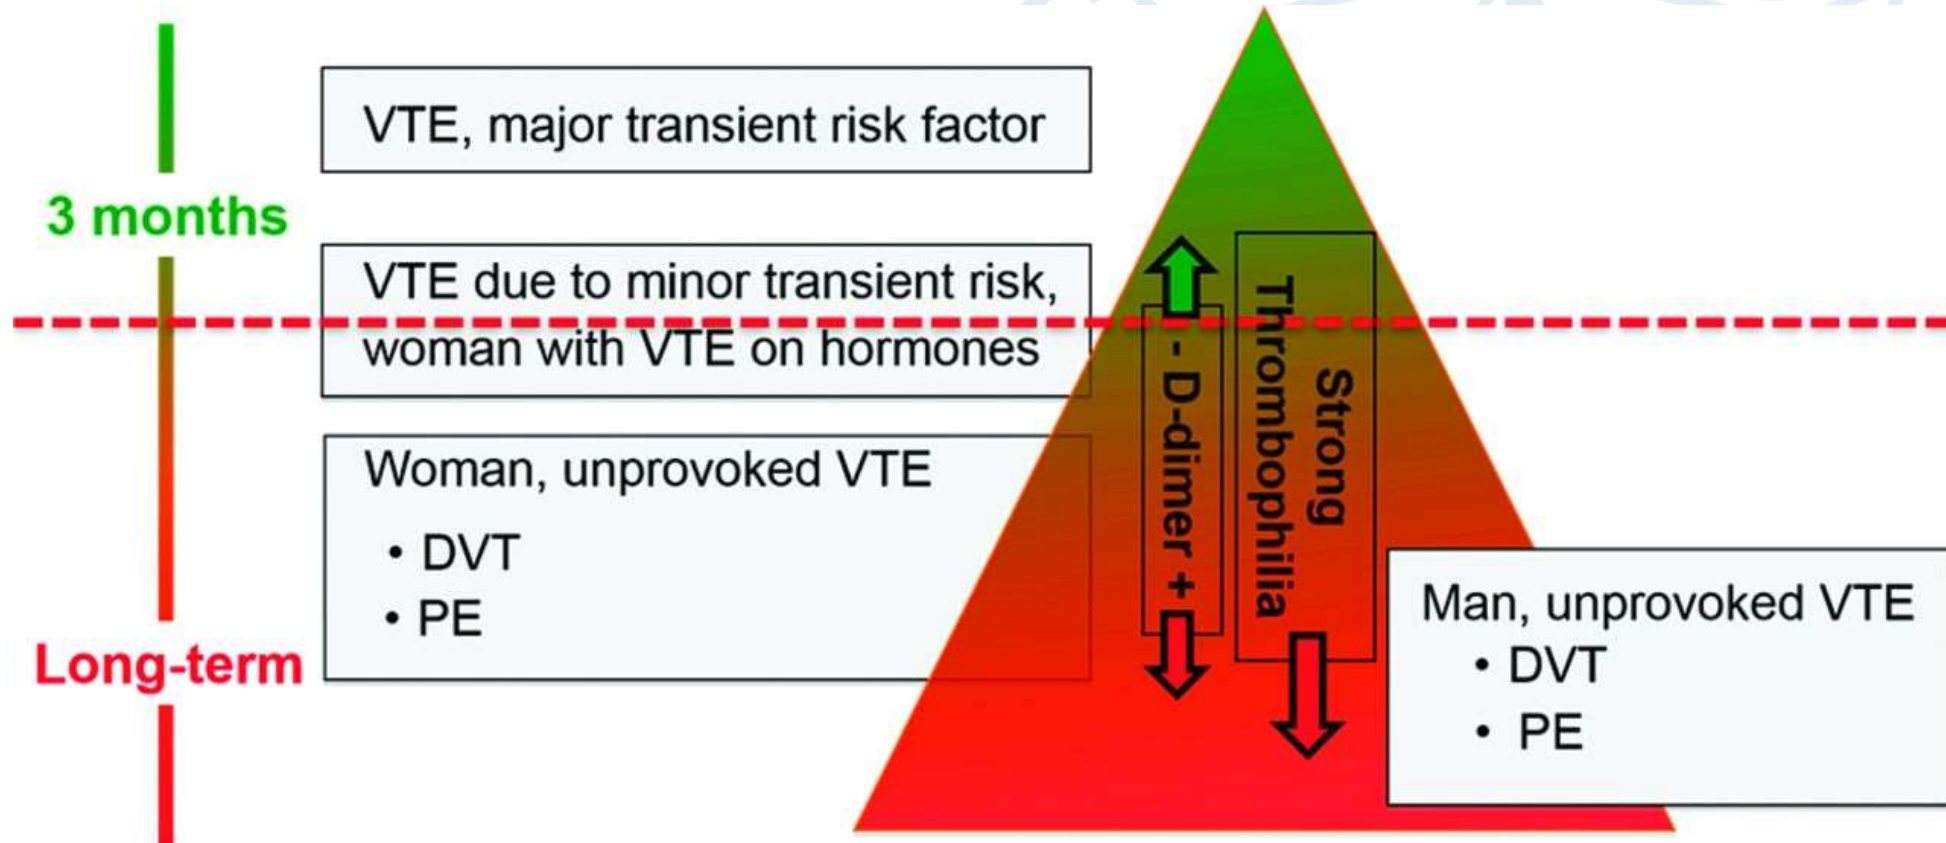 VTE, major transient risk factor
3 months
VTE due to minor transient risk,
woman with VTE on hormones
Woman, unprovoked VTE
• DVT
• PE
Long-term
- D-dimer +
Strong
Thrombophilia
Man, unprovoked VTE
• DVT
• PE